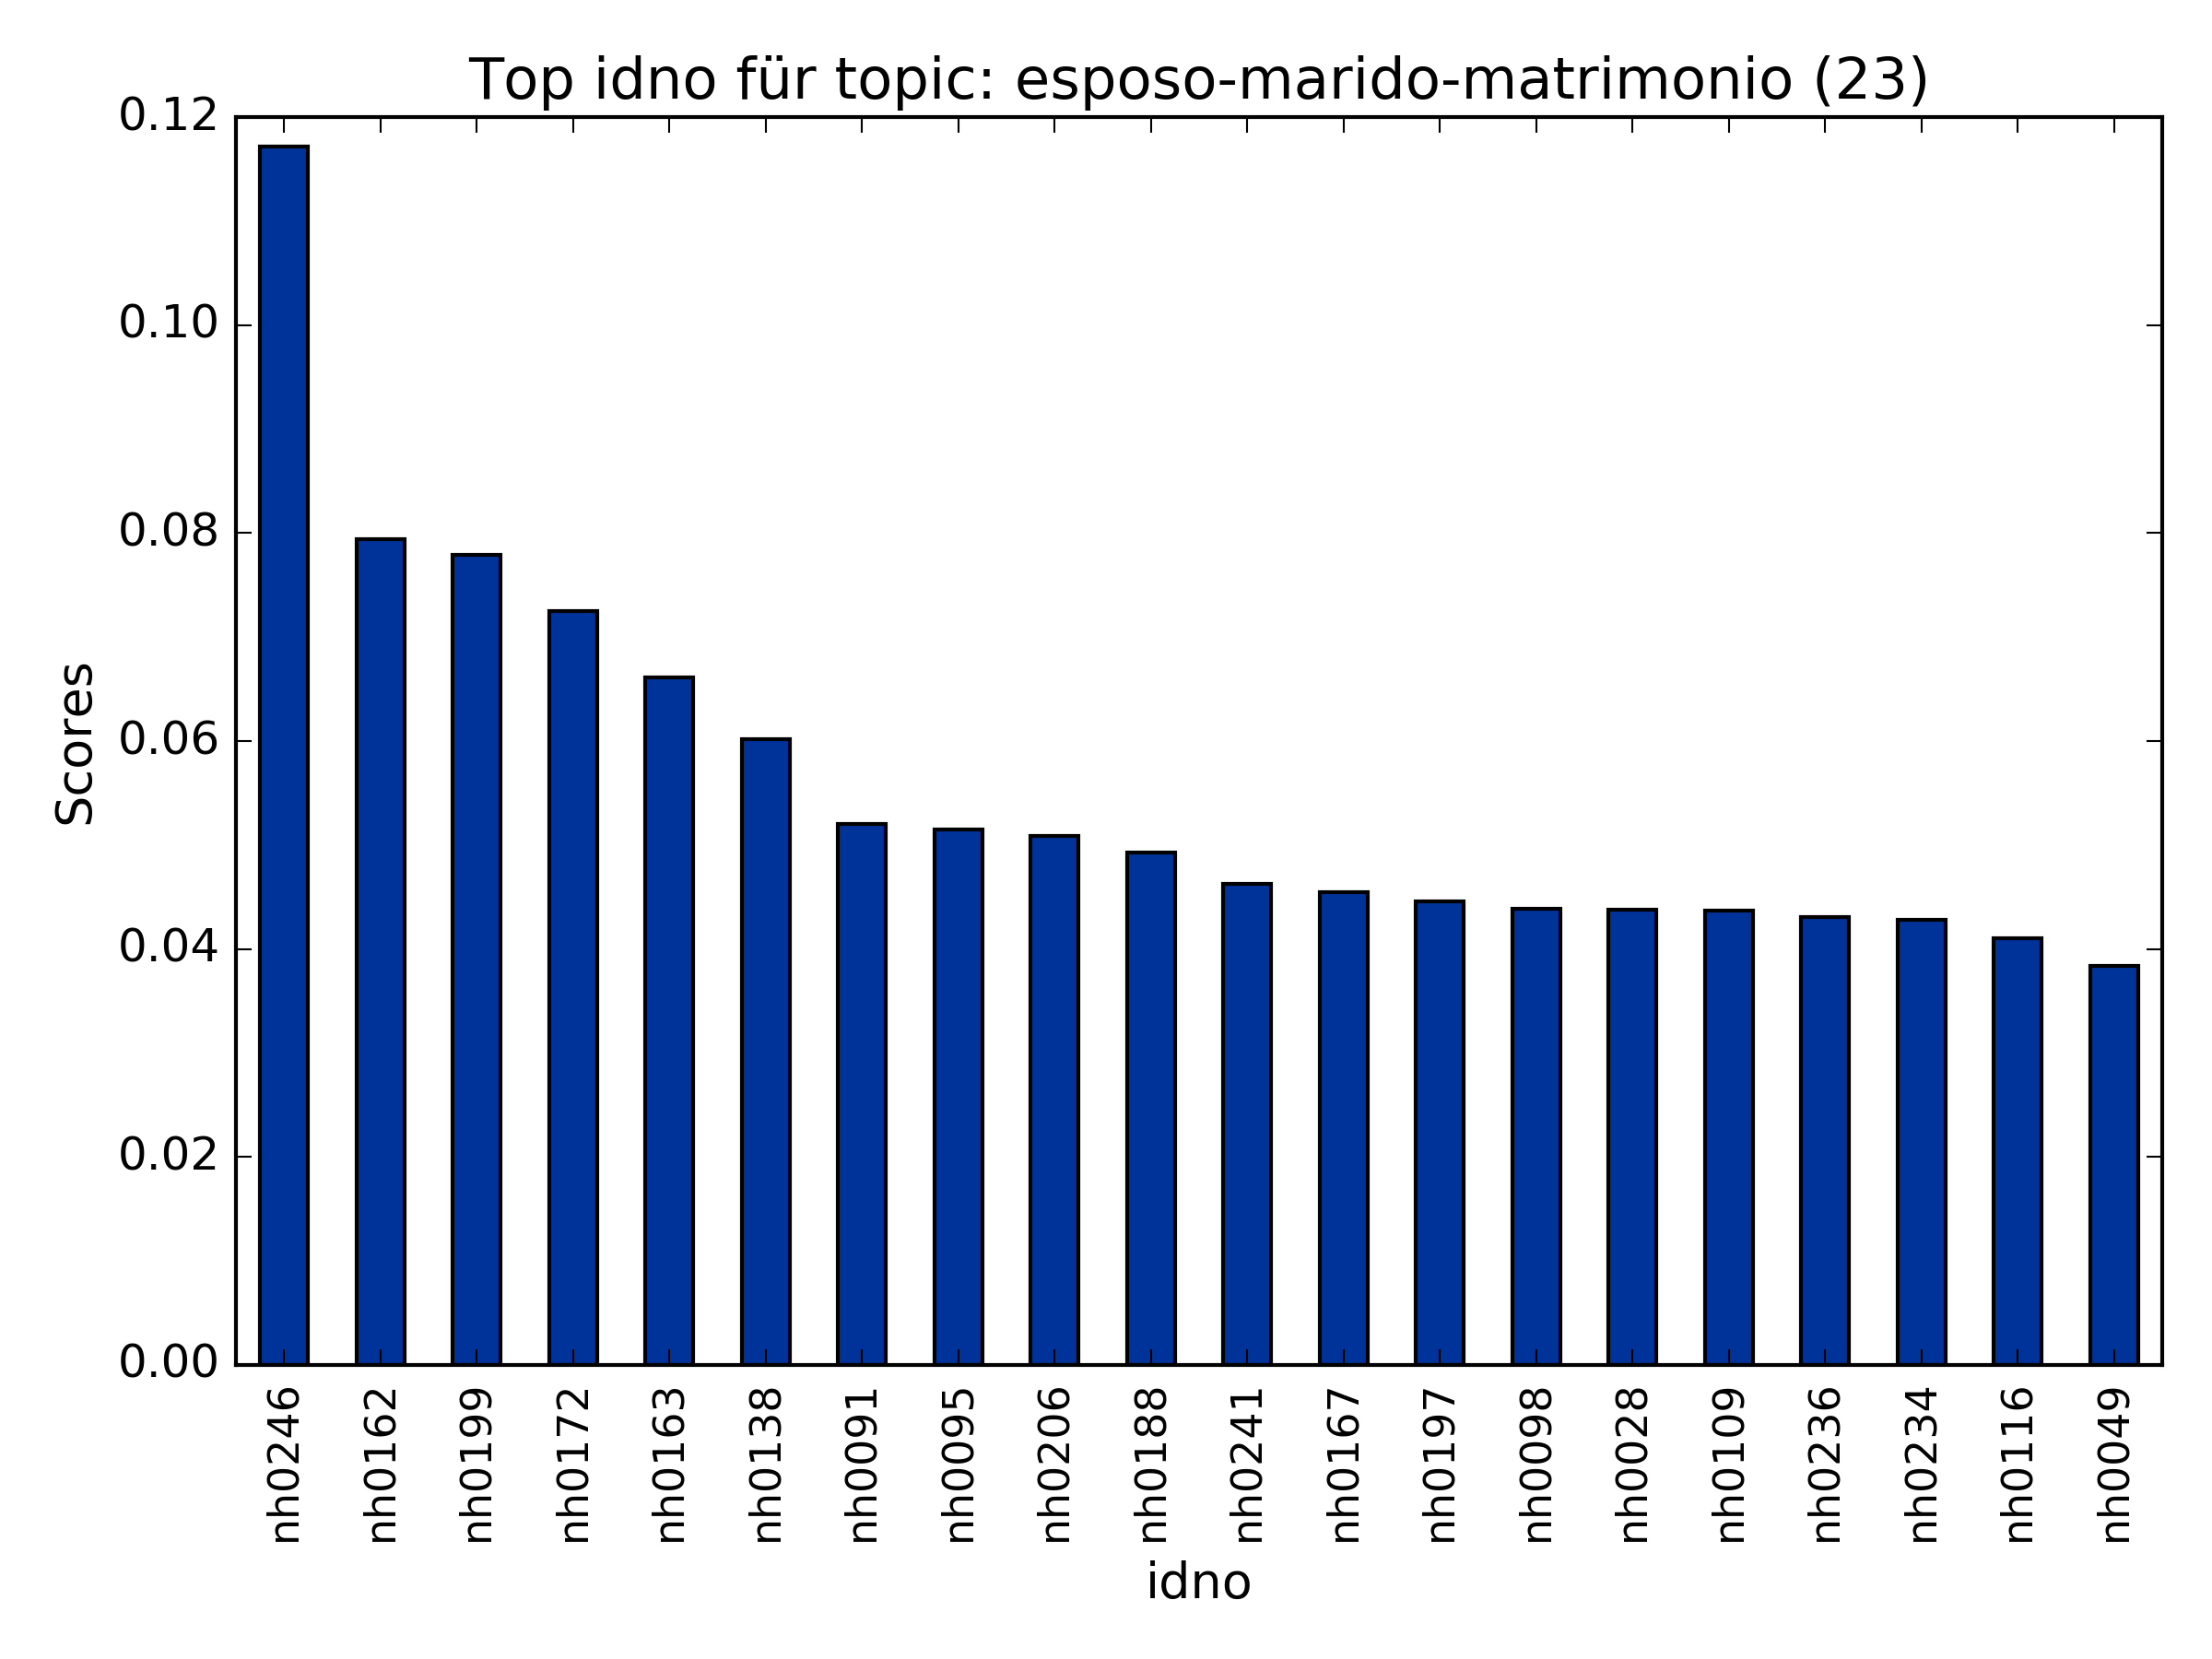 Top idno für topic: esposo-marido-matrimonio (23)
0.12
0.10
0.08
0.06
0.04
0.02
0.00
Scores
nh0246
nh0162
nh0199
nh0172
nh0163
nh0138
nh0091
nh0095
nh0206
nh0188
nh0241
nh0167
nh0197
nh0098
nh0028
nh0109
nh0236
nh0234
nh0116
nh0049
idno